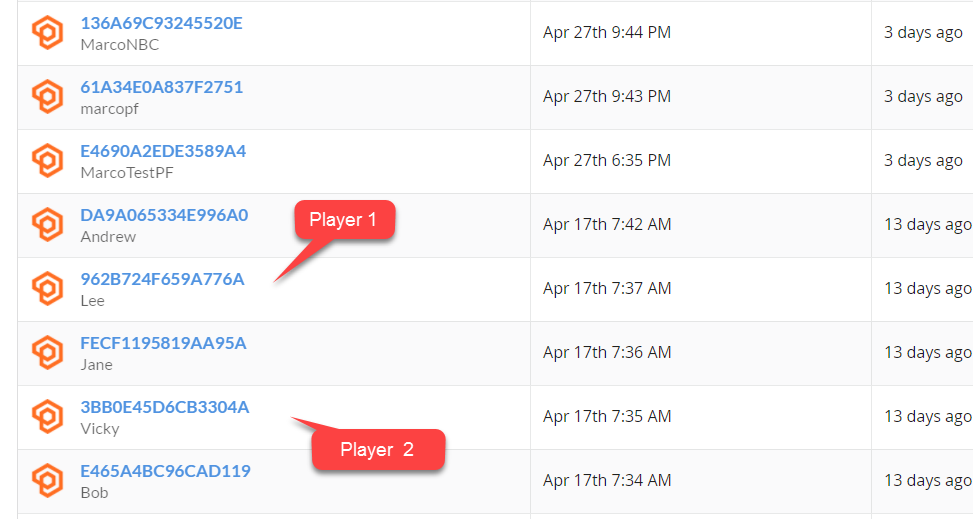 136A69C93245520E
MarcoNBC
Apr 27th 9:44 PM
3 days ago
61A34E0A837F2751
marcopf
Apr 27th 9:43 PM
3 days ago
E4690A2EDE3589A4
MarcoTestPF
Apr 27th 6:35 PM
3 days ago
DA9A065334E996A0
Andrew
Apr 17th 7:42 AM
13 days ago
Player 1
962B724F659A776A
Lee
Apr 17th 7:37 AM
13 days ago
FECF1195819AA95A
Jane
Apr 17th 7:36 AM
13 days ago
3BB0E45D6CB3304A
Vicky
Apr 17th 7:35 AM
13 days ago
Player 2
E465A4BC96CAD119
Bob
Apr 17th 7:34 AM
13 days ago